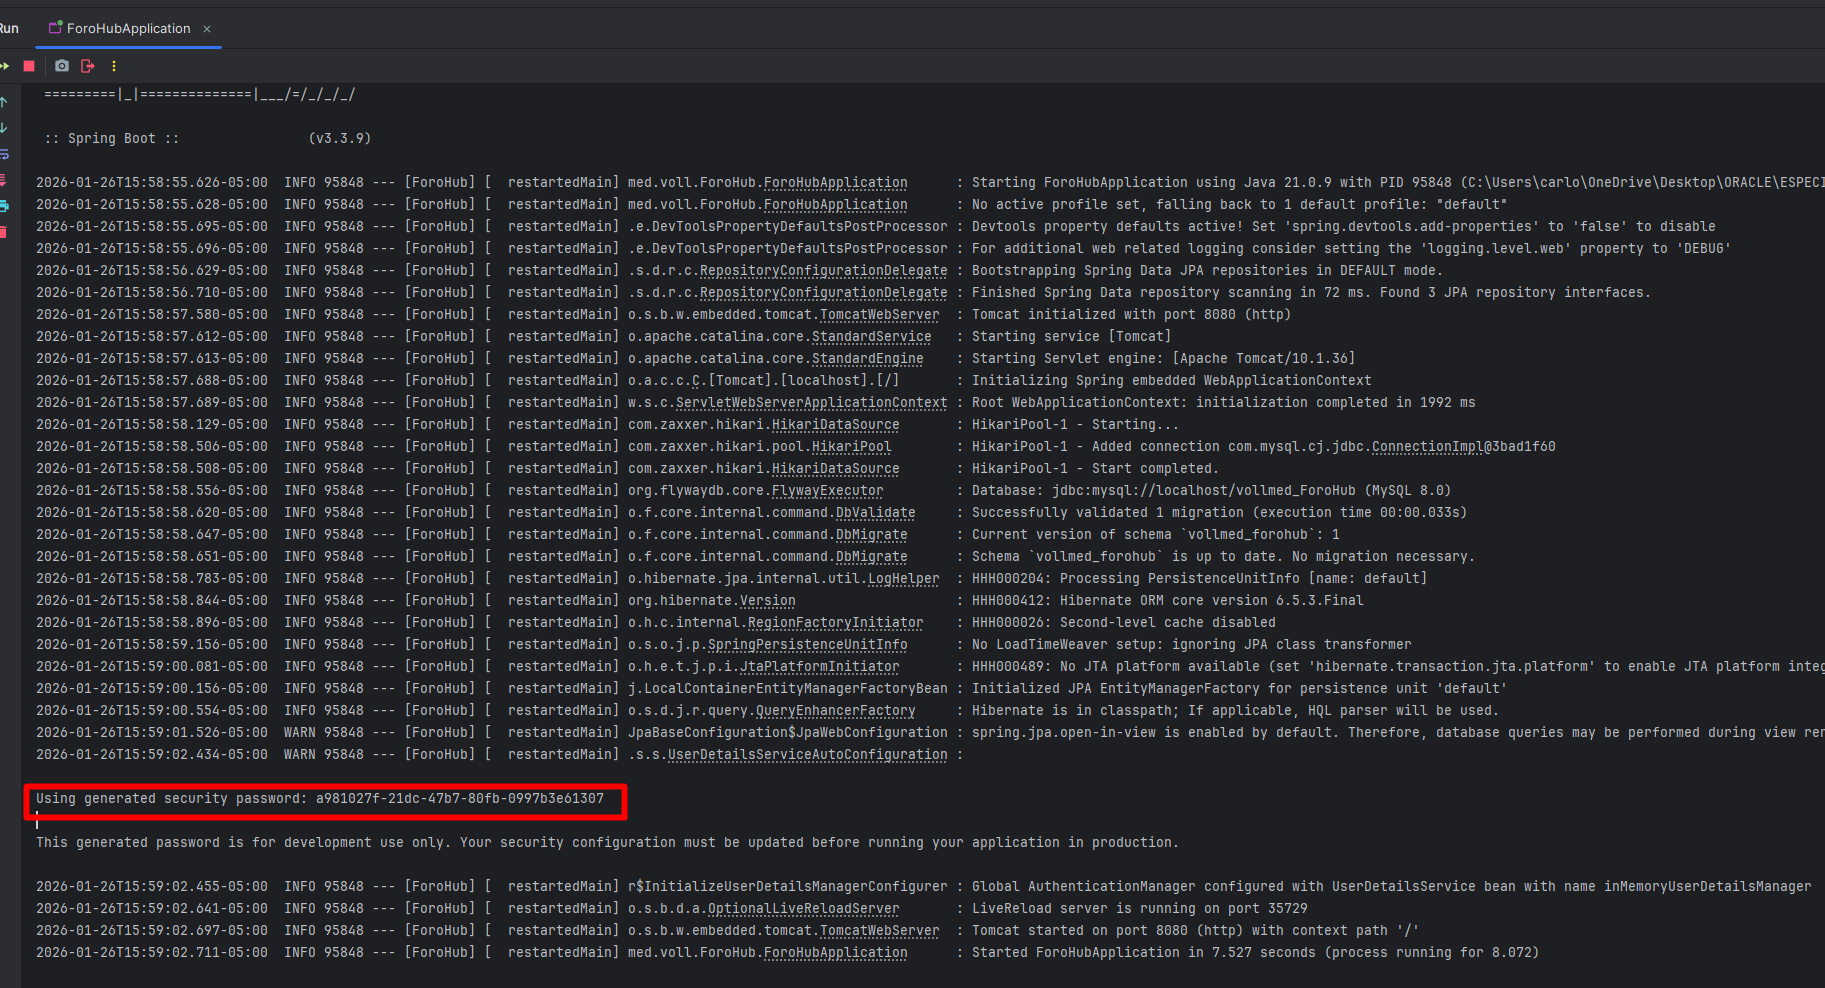 Run
ForoHubApplication ×
=========|_|==============|___/=/_/_/_/
:: Spring Boot ::                (v3.3.9)
2026-01-26T15:58:55.626-05:00  INFO 95848 --- [ForoHub] [  restartedMain] med.voll.ForoHub.ForoHubApplication      : Starting ForoHubApplication using Java 21.0.9 with PID 95848 (C:\Users\carlo\OneDrive\Desktop\ORACLE\ESPECI
2026-01-26T15:58:55.628-05:00  INFO 95848 --- [ForoHub] [  restartedMain] med.voll.ForoHub.ForoHubApplication      : No active profile set, falling back to 1 default profile: "default"
2026-01-26T15:58:55.695-05:00  INFO 95848 --- [ForoHub] [  restartedMain] .e.DevToolsPropertyDefaultsPostProcessor : Devtools property defaults active! Set 'spring.devtools.add-properties' to 'false' to disable
2026-01-26T15:58:55.696-05:00  INFO 95848 --- [ForoHub] [  restartedMain] .e.DevToolsPropertyDefaultsPostProcessor : For additional web related logging consider setting the 'logging.level.web' property to 'DEBUG'
2026-01-26T15:58:56.629-05:00  INFO 95848 --- [ForoHub] [  restartedMain] .s.d.r.c.RepositoryConfigurationDelegate : Bootstrapping Spring Data JPA repositories in DEFAULT mode.
2026-01-26T15:58:56.710-05:00  INFO 95848 --- [ForoHub] [  restartedMain] .s.d.r.c.RepositoryConfigurationDelegate : Finished Spring Data repository scanning in 72 ms. Found 3 JPA repository interfaces.
2026-01-26T15:58:57.580-05:00  INFO 95848 --- [ForoHub] [  restartedMain] o.s.b.w.embedded.tomcat.TomcatWebServer  : Tomcat initialized with port 8080 (http)
2026-01-26T15:58:57.612-05:00  INFO 95848 --- [ForoHub] [  restartedMain] o.apache.catalina.core.StandardService   : Starting service [Tomcat]
2026-01-26T15:58:57.613-05:00  INFO 95848 --- [ForoHub] [  restartedMain] o.apache.catalina.core.StandardEngine    : Starting Servlet engine: [Apache Tomcat/10.1.36]
2026-01-26T15:58:57.688-05:00  INFO 95848 --- [ForoHub] [  restartedMain] o.a.c.c.C.[Tomcat].[localhost].[/]       : Initializing Spring embedded WebApplicationContext
2026-01-26T15:58:57.689-05:00  INFO 95848 --- [ForoHub] [  restartedMain] w.s.c.ServletWebServerApplicationContext : Root WebApplicationContext: initialization completed in 1992 ms
2026-01-26T15:58:58.129-05:00  INFO 95848 --- [ForoHub] [  restartedMain] com.zaxxer.hikari.HikariDataSource       : HikariPool-1 - Starting...
2026-01-26T15:58:58.506-05:00  INFO 95848 --- [ForoHub] [  restartedMain] com.zaxxer.hikari.pool.HikariPool        : HikariPool-1 - Added connection com.mysql.cj.jdbc.ConnectionImpl@3bad1f60
2026-01-26T15:58:58.508-05:00  INFO 95848 --- [ForoHub] [  restartedMain] com.zaxxer.hikari.HikariDataSource       : HikariPool-1 - Start completed.
2026-01-26T15:58:58.556-05:00  INFO 95848 --- [ForoHub] [  restartedMain] org.flywaydb.core.FlywayExecutor         : Database: jdbc:mysql://localhost/vollmed_ForoHub (MySQL 8.0)
2026-01-26T15:58:58.620-05:00  INFO 95848 --- [ForoHub] [  restartedMain] o.f.core.internal.command.DbValidate     : Successfully validated 1 migration (execution time 00:00.033s)
2026-01-26T15:58:58.647-05:00  INFO 95848 --- [ForoHub] [  restartedMain] o.f.core.internal.command.DbMigrate      : Current version of schema `vollmed_forohub`: 1
2026-01-26T15:58:58.651-05:00  INFO 95848 --- [ForoHub] [  restartedMain] o.f.core.internal.command.DbMigrate      : Schema `vollmed_forohub` is up to date. No migration necessary.
2026-01-26T15:58:58.783-05:00  INFO 95848 --- [ForoHub] [  restartedMain] o.hibernate.jpa.internal.util.LogHelper  : HHH000204: Processing PersistenceUnitInfo [name: default]
2026-01-26T15:58:58.844-05:00  INFO 95848 --- [ForoHub] [  restartedMain] org.hibernate.Version                    : HHH000412: Hibernate ORM core version 6.5.3.Final
2026-01-26T15:58:58.896-05:00  INFO 95848 --- [ForoHub] [  restartedMain] o.h.c.internal.RegionFactoryInitiator    : HHH000026: Second-level cache disabled
2026-01-26T15:58:59.156-05:00  INFO 95848 --- [ForoHub] [  restartedMain] o.s.o.j.p.SpringPersistenceUnitInfo      : No LoadTimeWeaver setup: ignoring JPA class transformer
2026-01-26T15:59:00.081-05:00  INFO 95848 --- [ForoHub] [  restartedMain] o.h.e.t.j.p.i.JtaPlatformInitiator       : HHH000489: No JTA platform available (set 'hibernate.transaction.jta.platform' to enable JTA platform integ
2026-01-26T15:59:00.156-05:00  INFO 95848 --- [ForoHub] [  restartedMain] j.LocalContainerEntityManagerFactoryBean : Initialized JPA EntityManagerFactory for persistence unit 'default'
2026-01-26T15:59:00.554-05:00  INFO 95848 --- [ForoHub] [  restartedMain] o.s.d.j.r.query.QueryEnhancerFactory     : Hibernate is in classpath; If applicable, HQL parser will be used.
2026-01-26T15:59:01.526-05:00  WARN 95848 --- [ForoHub] [  restartedMain] JpaBaseConfiguration$JpaWebConfiguration : spring.jpa.open-in-view is enabled by default. Therefore, database queries may be performed during view ren
2026-01-26T15:59:02.434-05:00  WARN 95848 --- [ForoHub] [  restartedMain] .s.s.UserDetailsServiceAutoConfiguration :
Using generated security password: a981027f-21dc-47b7-80fb-0997b3e61307
This generated password is for development use only. Your security configuration must be updated before running your application in production.
2026-01-26T15:59:02.455-05:00  INFO 95848 --- [ForoHub] [  restartedMain] r$InitializeUserDetailsManagerConfigurer : Global AuthenticationManager configured with UserDetailsService bean with name inMemoryUserDetailsManager
2026-01-26T15:59:02.641-05:00  INFO 95848 --- [ForoHub] [  restartedMain] o.s.b.d.a.OptionalLiveReloadServer       : LiveReload server is running on port 35729
2026-01-26T15:59:02.697-05:00  INFO 95848 --- [ForoHub] [  restartedMain] o.s.b.w.embedded.tomcat.TomcatWebServer  : Tomcat started on port 8080 (http) with context path '/'
2026-01-26T15:59:02.711-05:00  INFO 95848 --- [ForoHub] [  restartedMain] med.voll.ForoHub.ForoHubApplication      : Started ForoHubApplication in 7.527 seconds (process running for 8.072)